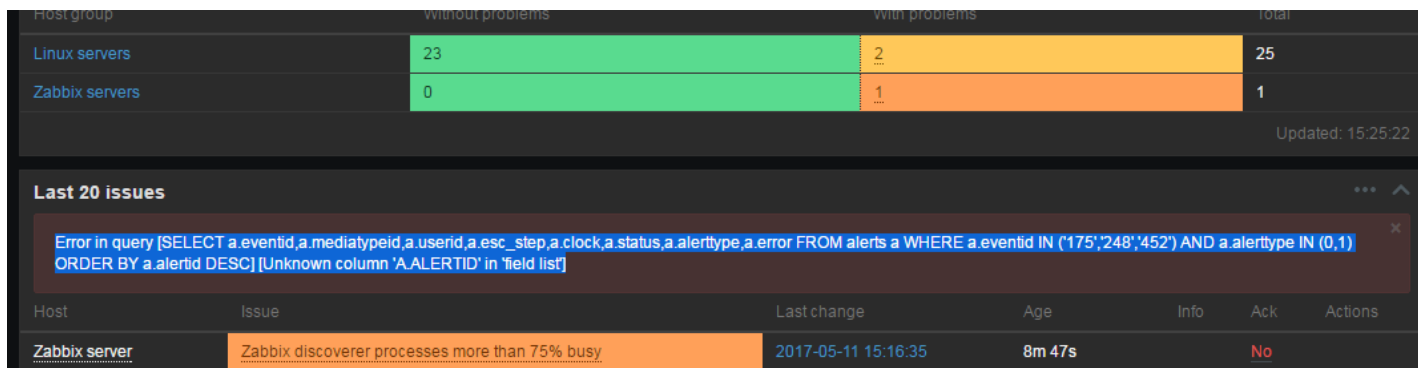 Host group Without problems With problems Total
Linux servers 23 2 25
Zabbix servers 0 1 1
Updated: 15:25:22
Last 20 issues
Error in query [SELECT a.eventid,a.mediatypeid,a.userid,a.esc_step,a.clock,a.status,a.alerttype,a.error FROM alerts a WHERE a.eventid IN ('175','248','452') AND a.alerttype IN (0,1)
ORDER BY a.alertid DESC] [Unknown column 'A.ALERTID' in 'field list']
Host Issue Last change Age Info Ack Actions
Zabbix server Zabbix discoverer processes more than 75% busy 2017-05-11 15:16:35 8m 47s No